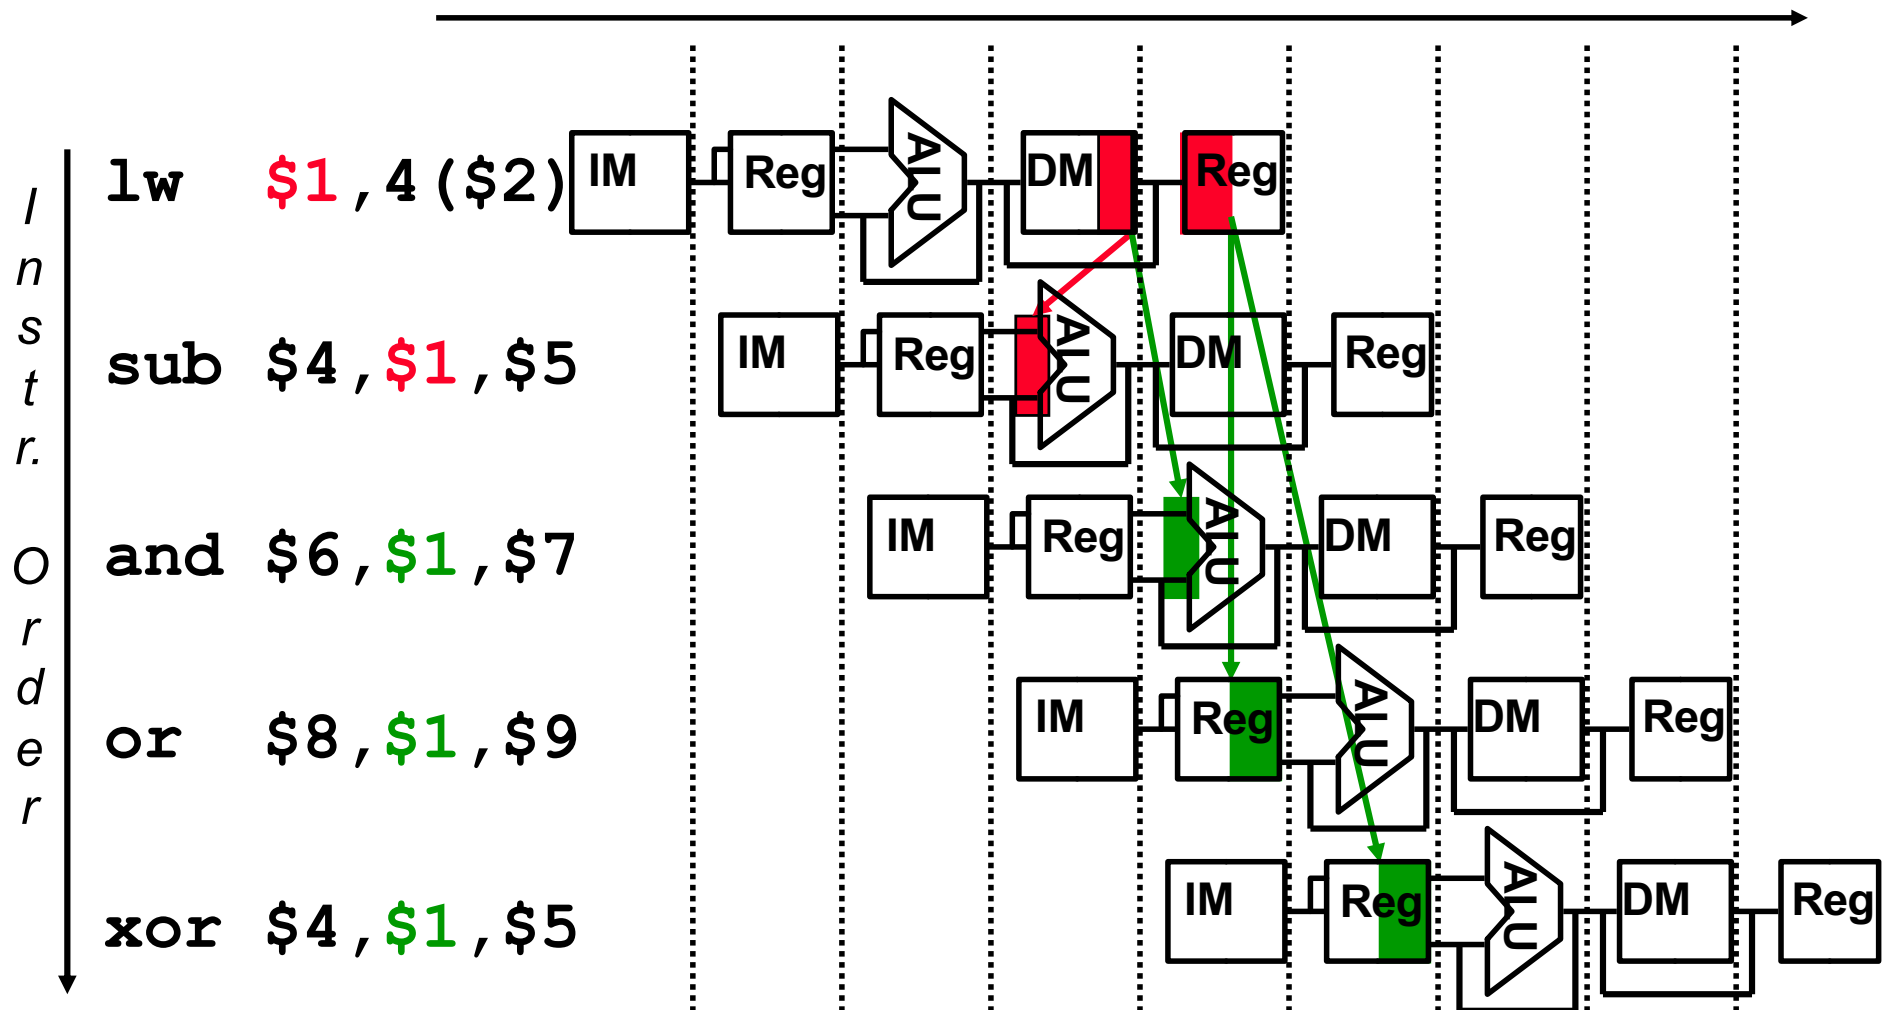 Instr. Order
lw $1,4($2) IM Reg ALU DM Reg
sub $4,$1,$5 IM Reg ALU DM Reg
and $6,$1,$7 IM Reg ALU DM Reg
or $8,$1,$9 IM Reg ALU DM Reg
xor $4,$1,$5 IM Reg ALU DM Reg